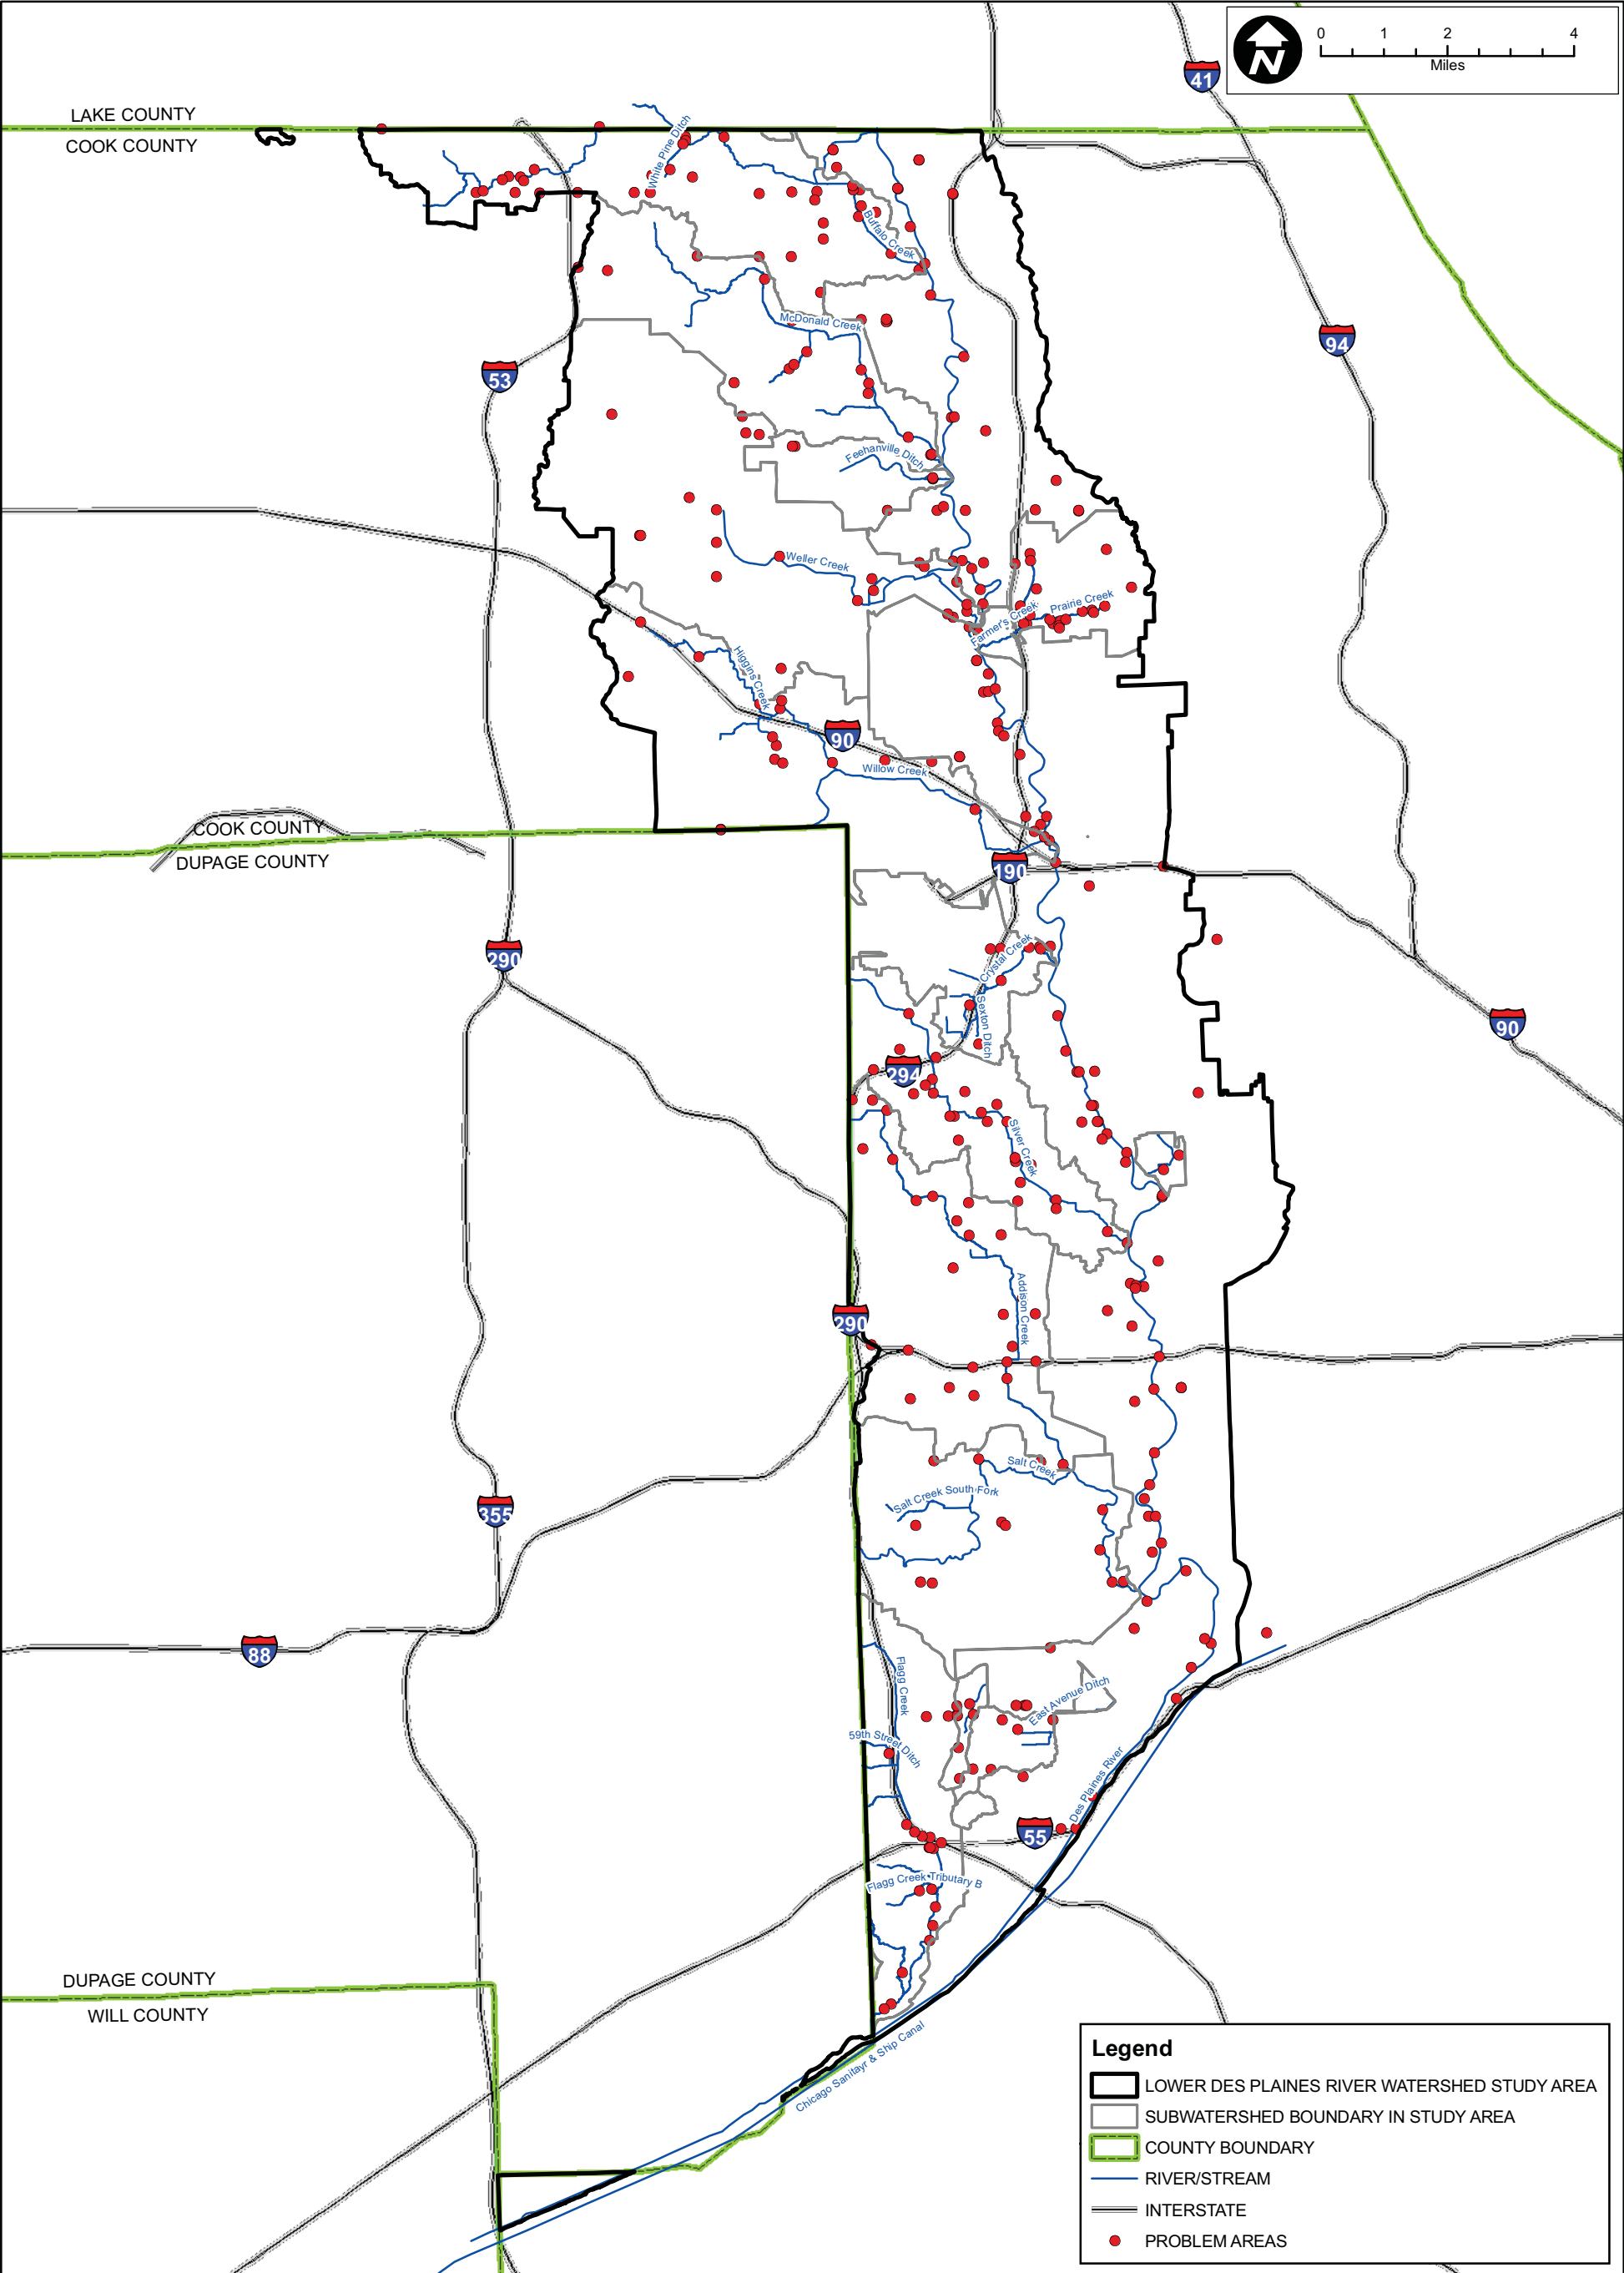 0 1 2 4
Miles
N
41
LAKE COUNTY
COOK COUNTY
White Pine Ditch
Buffalo Creek
McDonald Creek
94
53
Feehanville Ditch
Weller Creek
Prairie Creek
Farmer's Creek
Higgins Creek
90
Willow Creek
COOK COUNTY
DUPAGE COUNTY
190
290
Crystal Creek
Sexton Ditch
90
294
Silver Creek
Addison Creek
290
Salt Creek
Salt Creek South Fork
355
88
Flagg Creek
East Avenue Ditch
59th Street Ditch
Des Plaines River
55
Flagg Creek Tributary B
DUPAGE COUNTY
WILL COUNTY
Chicago Sanitayr & Ship Canal
Legend
LOWER DES PLAINES RIVER WATERSHED STUDY AREA
SUBWATERSHED BOUNDARY IN STUDY AREA
COUNTY BOUNDARY
RIVER/STREAM
INTERSTATE
PROBLEM AREAS